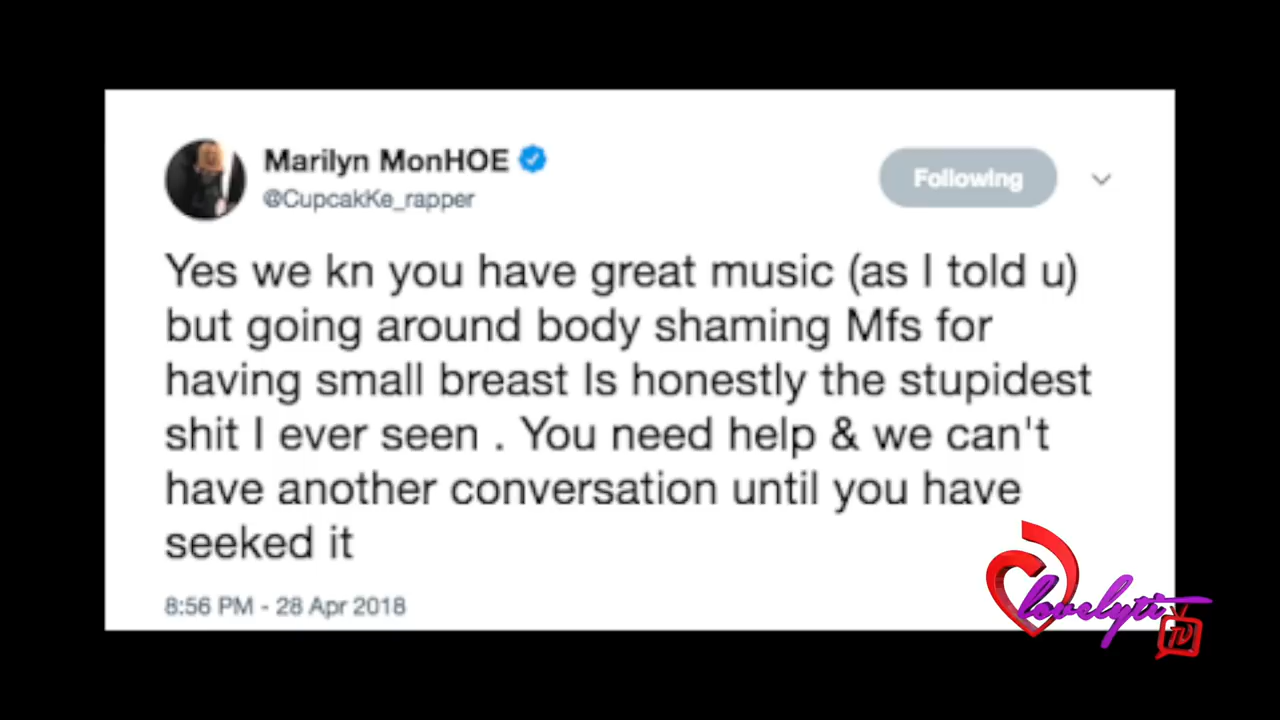 Marilyn MonHOE
@CupcakKe_rapper
Following
Yes we kn you have great music (as I told u)
but going around body shaming Mfs for
having small breast Is honestly the stupidest
shit I ever seen . You need help & we can't
have another conversation until you have
seeked it
8:56 PM - 28 Apr 2018
lovelyti
TV